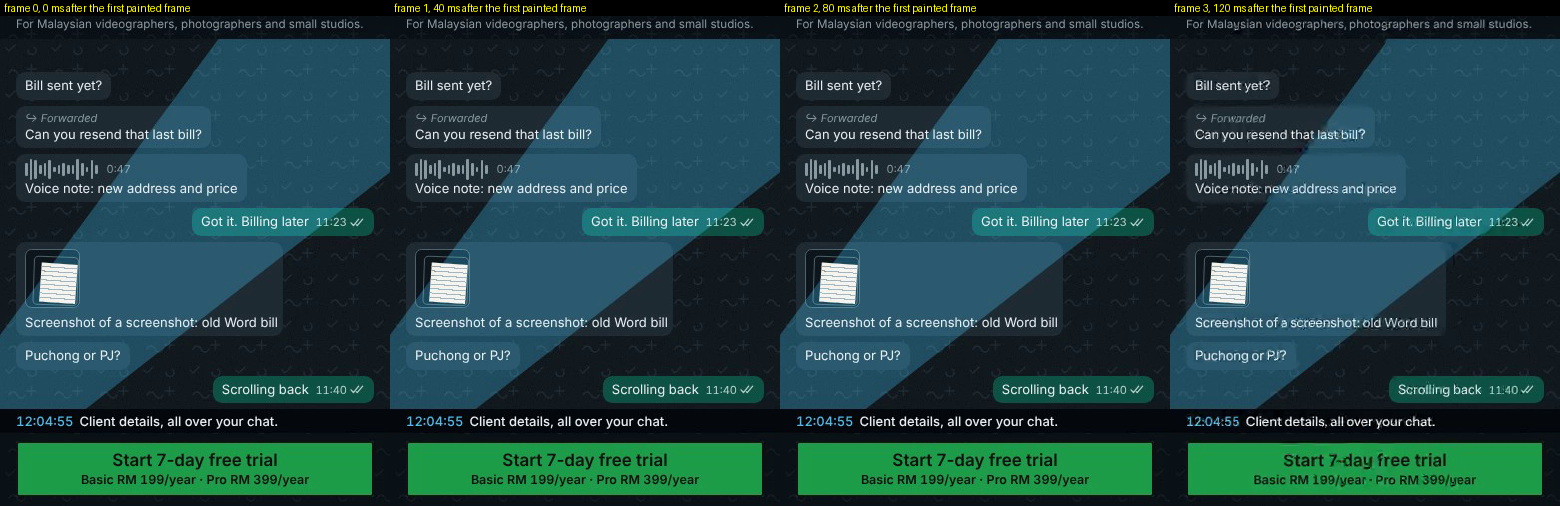 frame 0, 0 ms after the first painted frame
For Malaysian videographers, photographers and small studios.
Bill sent yet?
Forwarded
Can you resend that last bill?
0:47
Voice note: new address and price
Got it. Billing later 11:23
Screenshot of a screenshot: old Word bill
Puchong or PJ?
Scrolling back 11:40
12:04:55 Client details, all over your chat.
Start 7-day free trial
Basic RM 199/year · Pro RM 399/year
frame 1, 40 ms after the first painted frame
For Malaysian videographers, photographers and small studios.
Bill sent yet?
Forwarded
Can you resend that last bill?
0:47
Voice note: new address and price
Got it. Billing later 11:23
Screenshot of a screenshot: old Word bill
Puchong or PJ?
Scrolling back 11:40
12:04:55 Client details, all over your chat.
Start 7-day free trial
Basic RM 199/year · Pro RM 399/year
frame 2, 80 ms after the first painted frame
For Malaysian videographers, photographers and small studios.
Bill sent yet?
Forwarded
Can you resend that last bill?
0:47
Voice note: new address and price
Got it. Billing later 11:23
Screenshot of a screenshot: old Word bill
Puchong or PJ?
Scrolling back 11:40
12:04:55 Client details, all over your chat.
Start 7-day free trial
Basic RM 199/year · Pro RM 399/year
frame 3, 120 ms after the first painted frame
For Malaysian videographers, photographers and small studios.
Bill sent yet?
Forwarded
Can you resend that last bill?
0:47
Voice note: new address and price
Got it. Billing later 11:23
Screenshot of a screenshot: old Word bill
Puchong or PJ?
Scrolling back 11:40
12:04:55 Client details, all over your chat.
Start 7-day free trial
Basic RM 199/year · Pro RM 399/year